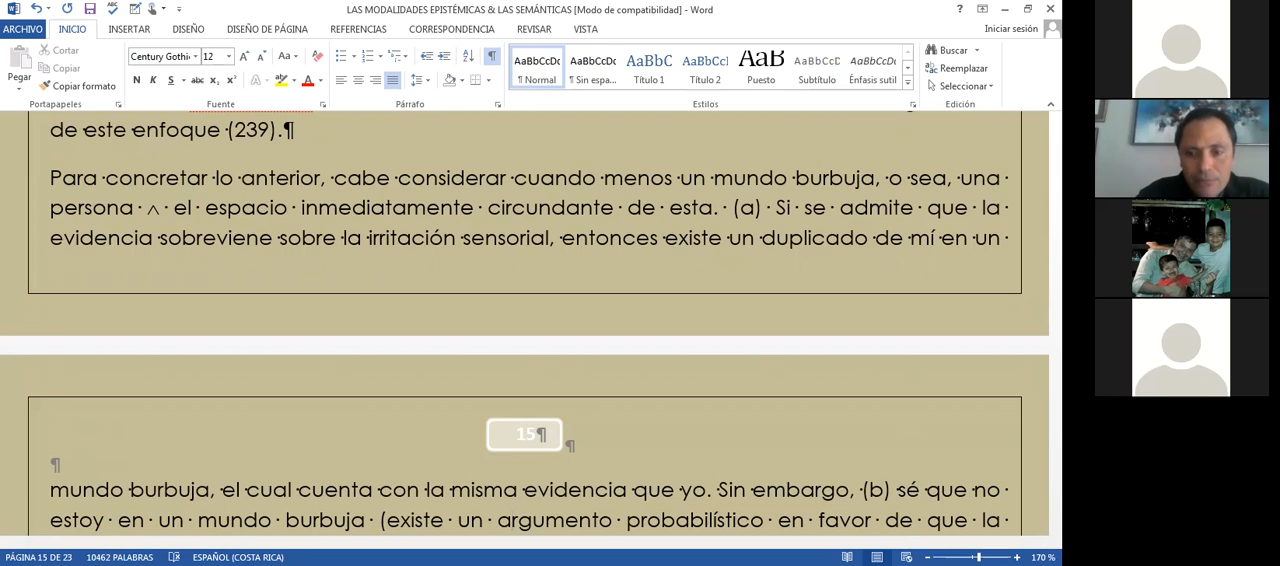 LAS MODALIDADES EPISTÉMICAS & LAS SEMÁNTICAS [Modo de compatibilidad] - Word
ARCHIVO INICIO INSERTAR DISEÑO DISEÑO DE PÁGINA REFERENCIAS CORRESPONDENCIA REVISAR VISTA Iniciar sesión
Pegar
Cortar
Copiar
Copiar formato
Portapapeles
Century Gothi 12
N K S abc x₂ x²
Fuente
Párrafo
AaBbCcDc AaBbCcDc AaBbC AaBbCcI AaB AaBbCcD AaBbCcDc
¶ Normal ¶ Sin espa... Título 1 Título 2 Puesto Subtítulo Énfasis sutil
Estilos
Buscar
Reemplazar
Seleccionar
Edición
de este enfoque (239).¶
Para concretar lo anterior, cabe considerar cuando menos un mundo burbuja, o sea, una
persona ∧ el espacio inmediatamente circundante de esta. (a) Si se admite que la
evidencia sobreviene sobre la irritación sensorial, entonces existe un duplicado de mí en un
15¶
¶
¶
mundo burbuja, el cual cuenta con la misma evidencia que yo. Sin embargo, (b) sé que no
estoy en un mundo burbuja (existe un argumento probabilístico en favor de que la
PÁGINA 15 DE 23 10462 PALABRAS ESPAÑOL (COSTA RICA) 170 %